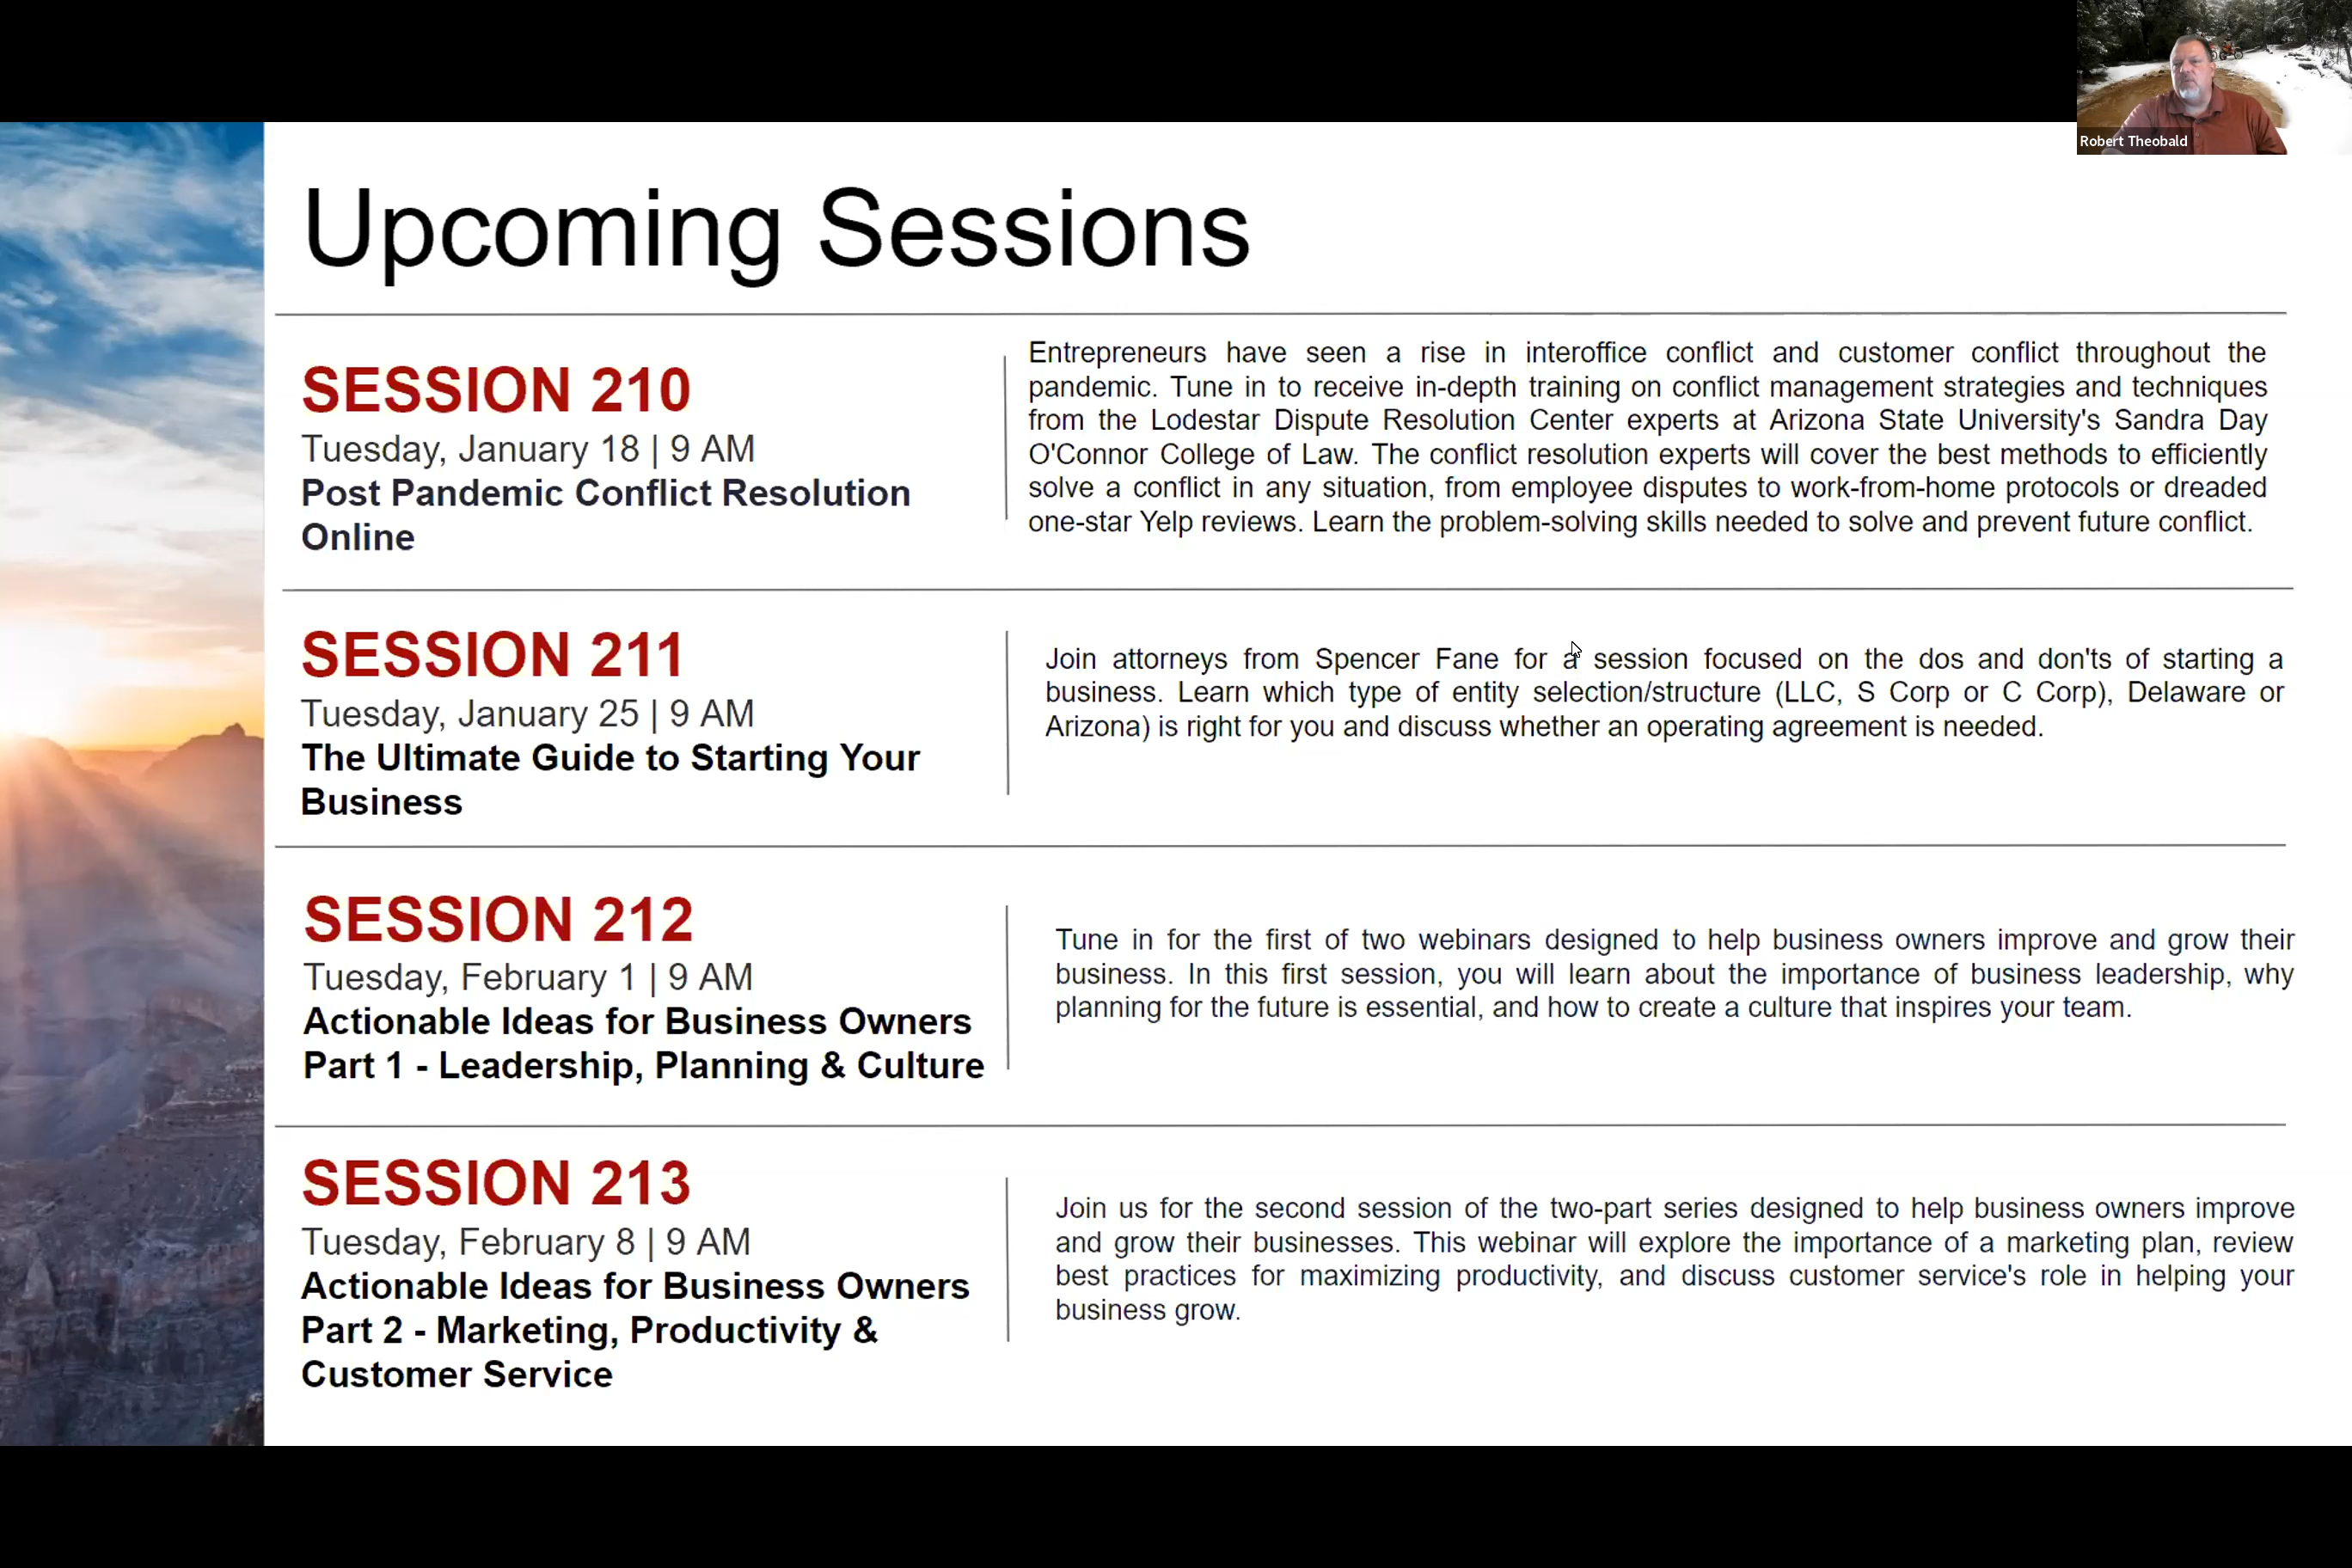 Robert Theobald
Upcoming Sessions
SESSION 210
Tuesday, January 18 | 9 AM
Post Pandemic Conflict Resolution
Online
Entrepreneurs have seen a rise in interoffice conflict and customer conflict throughout the
pandemic. Tune in to receive in-depth training on conflict management strategies and techniques
from the Lodestar Dispute Resolution Center experts at Arizona State University's Sandra Day
O'Connor College of Law. The conflict resolution experts will cover the best methods to efficiently
solve a conflict in any situation, from employee disputes to work-from-home protocols or dreaded
one-star Yelp reviews. Learn the problem-solving skills needed to solve and prevent future conflict.
SESSION 211
Tuesday, January 25 | 9 AM
The Ultimate Guide to Starting Your
Business
Join attorneys from Spencer Fane for a session focused on the dos and don'ts of starting a
business. Learn which type of entity selection/structure (LLC, S Corp or C Corp), Delaware or
Arizona) is right for you and discuss whether an operating agreement is needed.
SESSION 212
Tuesday, February 1 | 9 AM
Actionable Ideas for Business Owners
Part 1 - Leadership, Planning & Culture
Tune in for the first of two webinars designed to help business owners improve and grow their
business. In this first session, you will learn about the importance of business leadership, why
planning for the future is essential, and how to create a culture that inspires your team.
SESSION 213
Tuesday, February 8 | 9 AM
Actionable Ideas for Business Owners
Part 2 - Marketing, Productivity &
Customer Service
Join us for the second session of the two-part series designed to help business owners improve
and grow their businesses. This webinar will explore the importance of a marketing plan, review
best practices for maximizing productivity, and discuss customer service's role in helping your
business grow.